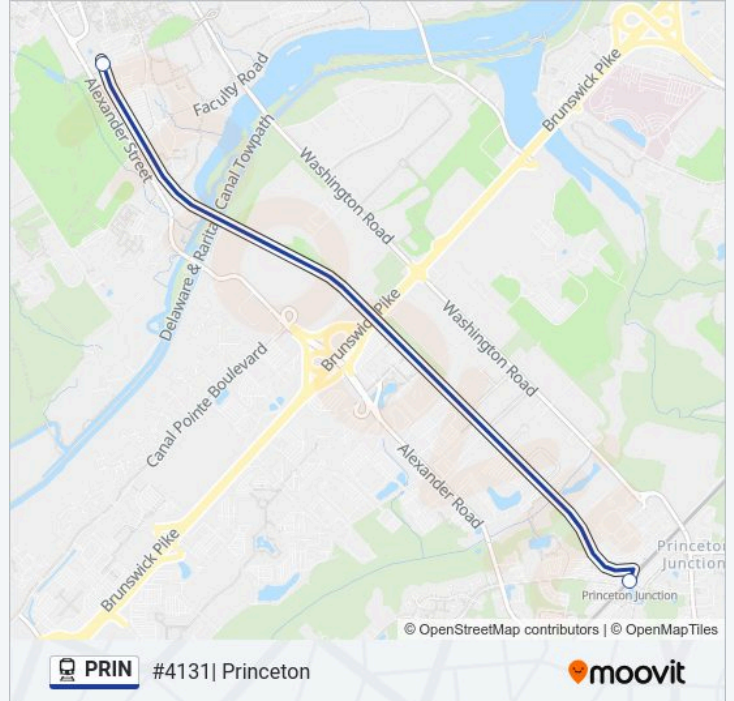 Faculty Road
Alexander Street
Brunswick Pike
Washington Road
Delaware & Raritan Canal Towpath
Brunswick Pike
Washington Road
Canal Pointe Boulevard
Alexander Road
Brunswick Pike
Princeton
Junction
Princeton Junction
© OpenStreetMap contributors | © OpenMapTiles
PRIN #4131| Princeton
moovit